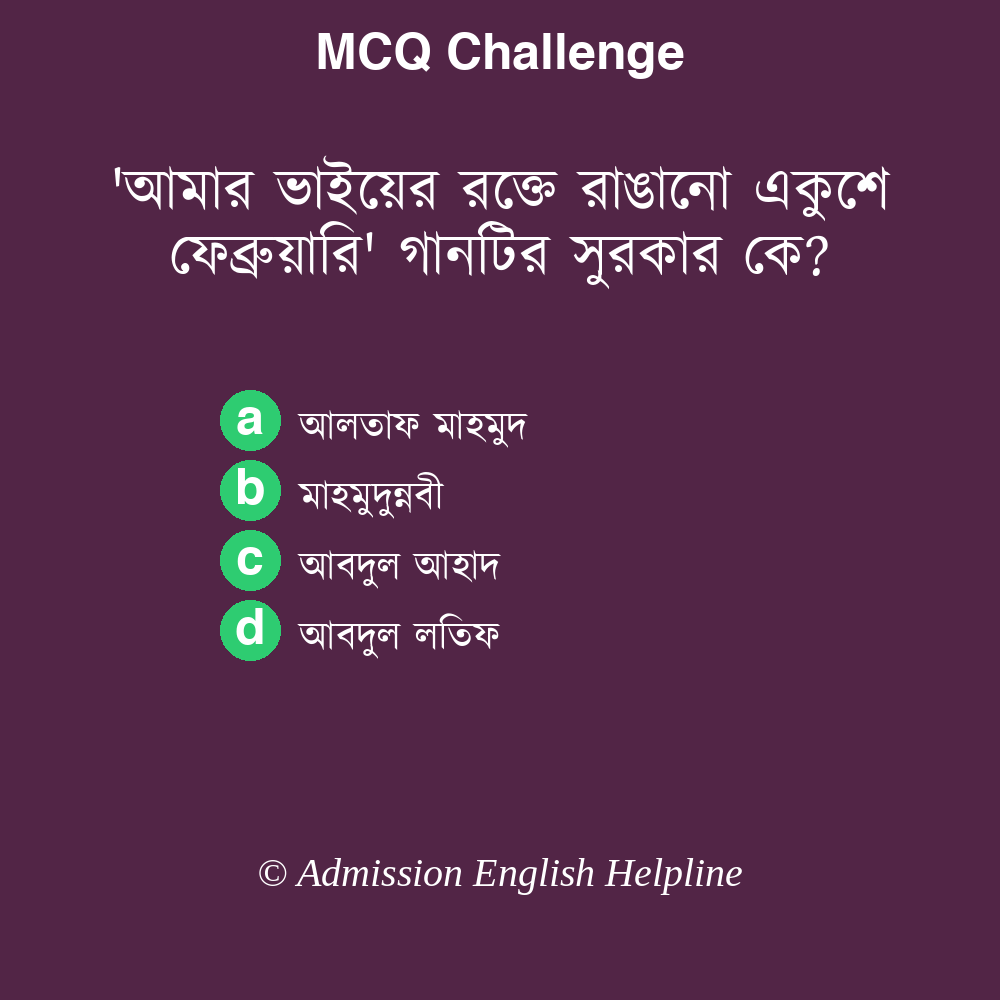 MCQ Challenge
'আমার ভাইয়ের রক্তে রাঙানো একুশে
ফেব্রুয়ারি' গানটির সুরকার কে?
a আলতাফ মাহমুদ
b মাহমুদুন্নবী
c আবদুল আহাদ
d আবদুল লতিফ
© Admission English Helpline